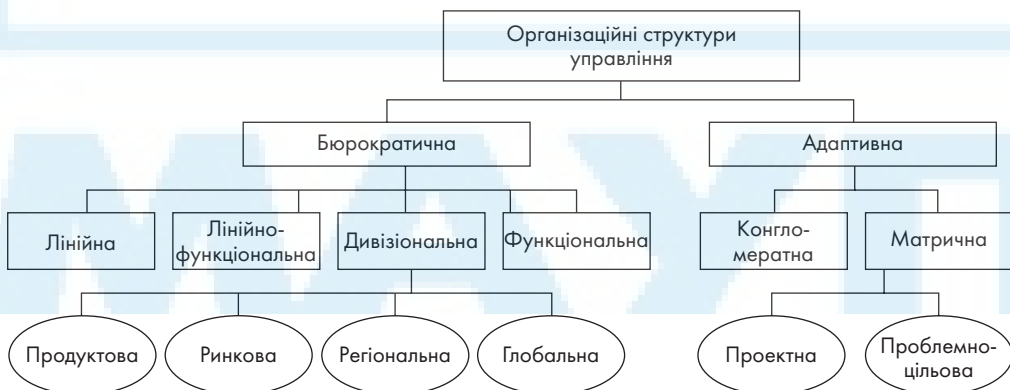 Організаційні структури
управління
Бюрократична
Адаптивна
Лінійна
Лінійно-
функціональна
Дивізіональна
Функціональна
Конгло-
мератна
Матрична
Продуктова
Ринкова
Регіональна
Глобальна
Проектна
Проблемно-
цільова
МАУП